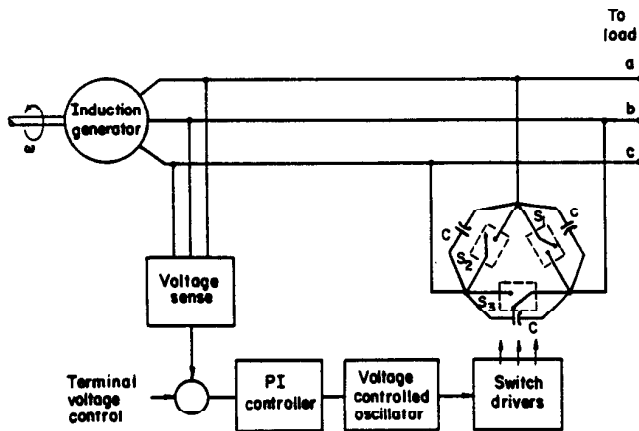 To
load
a
b
c
Induction
generator
ω
C
S1
C
S2
S3
C
Voltage
sense
Terminal
voltage
control
PI
controller
Voltage
controlled
oscillator
Switch
drivers